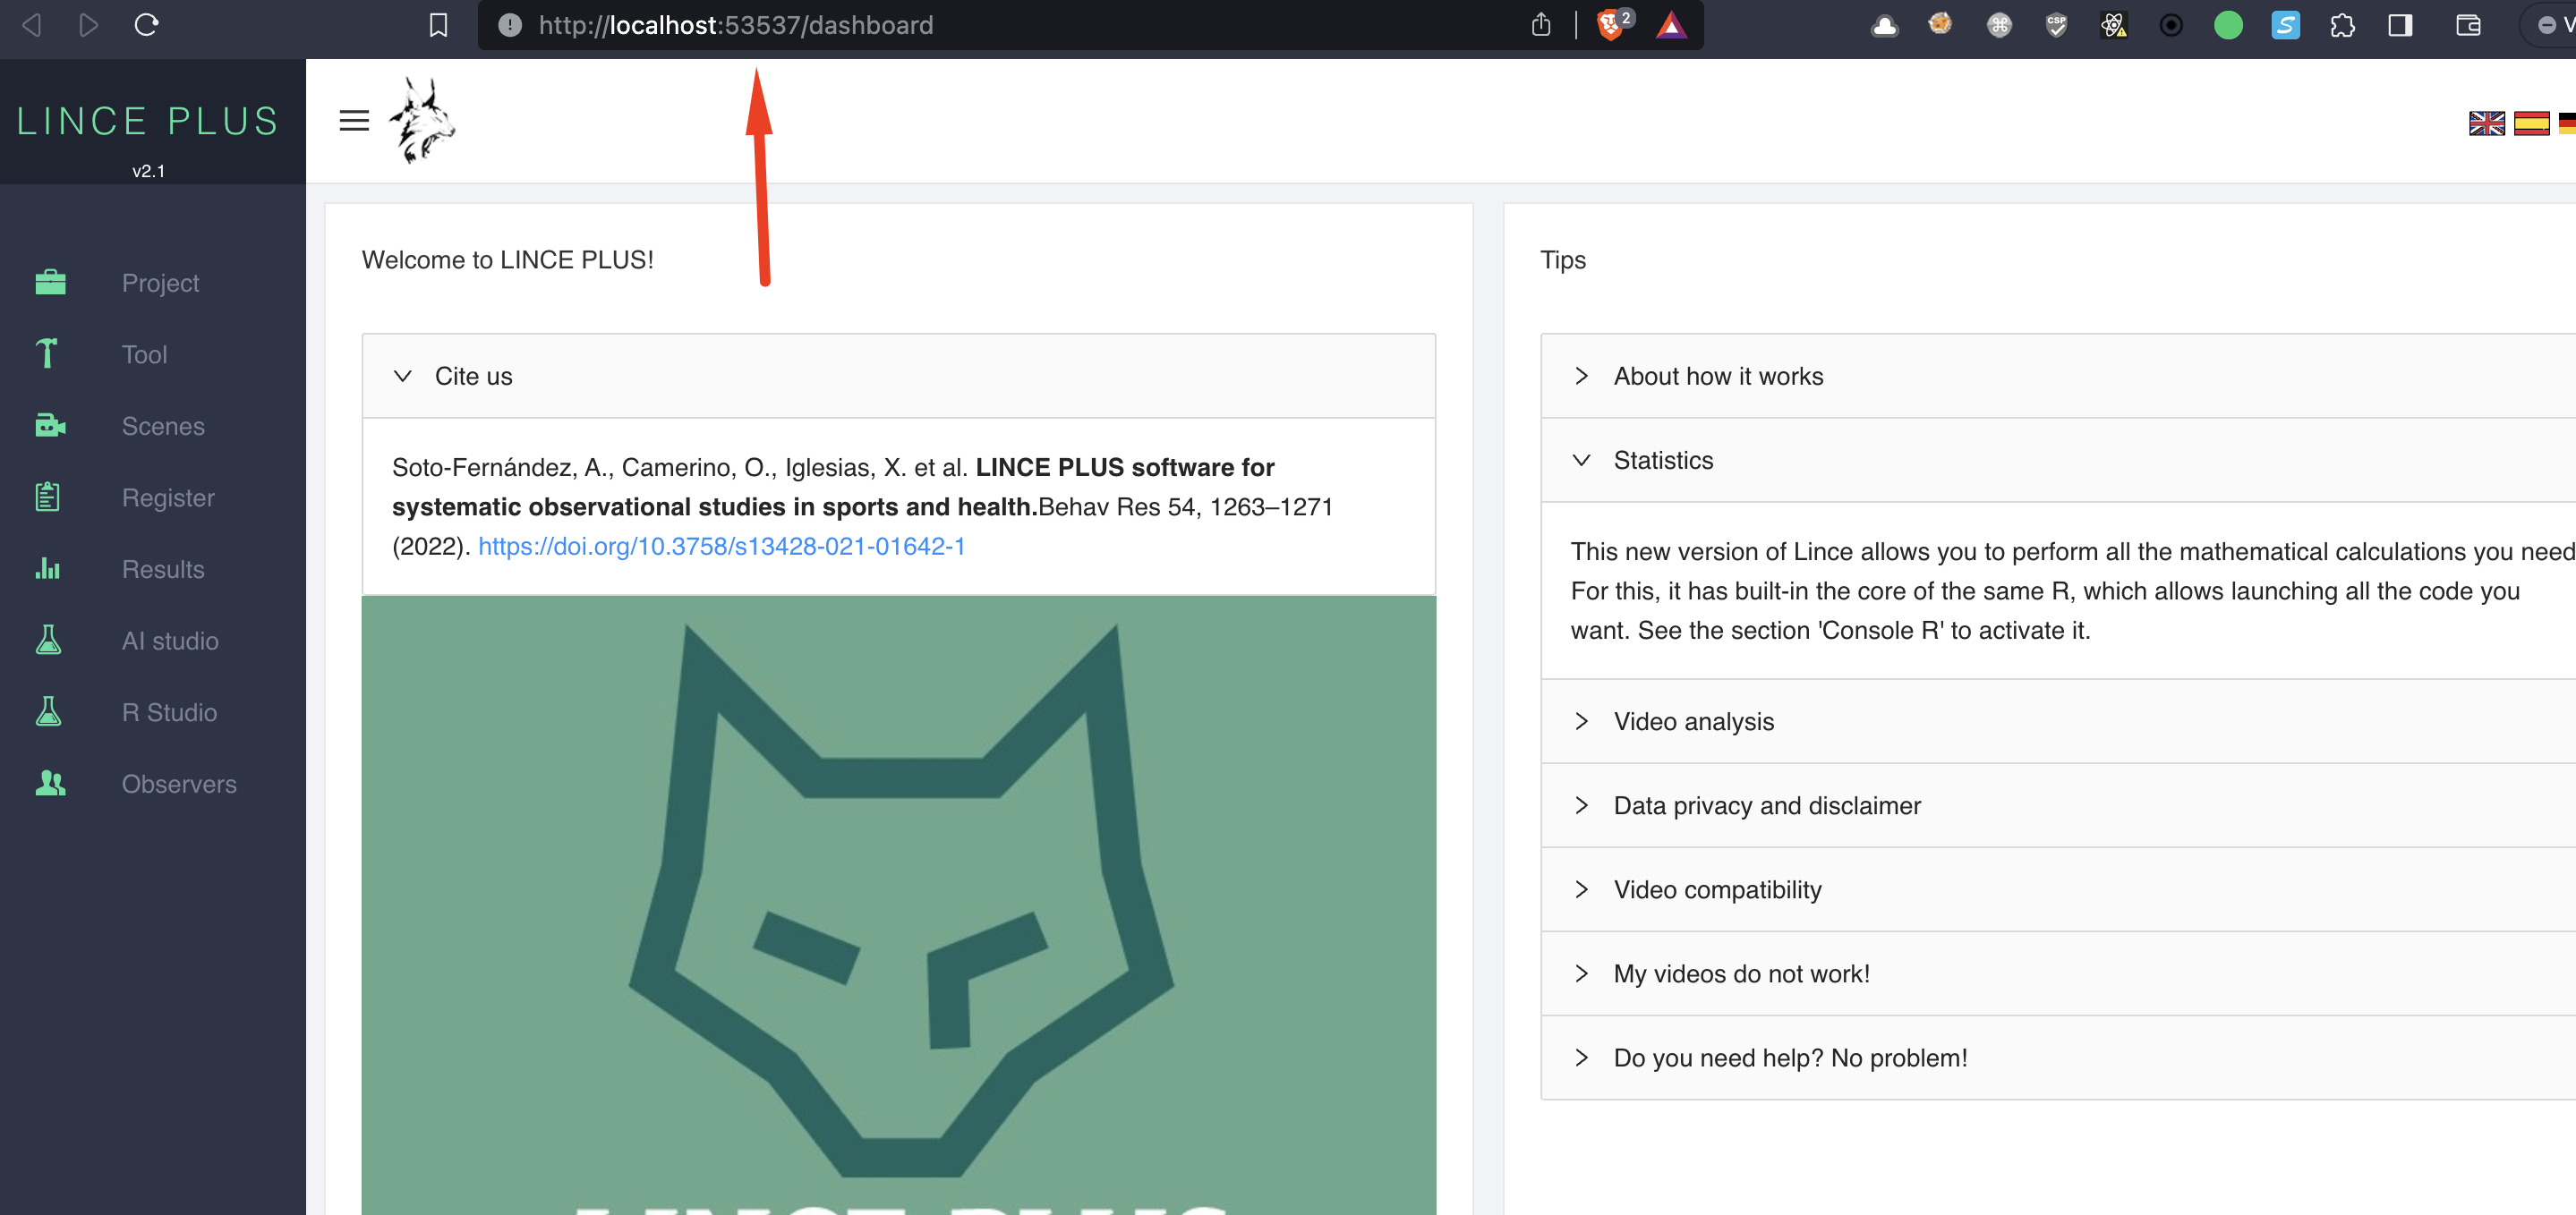 http://localhost:53537/dashboard
2
CSP
S
LINCE PLUS
v2.1
Project
Tool
Scenes
Register
Results
AI studio
R Studio
Observers
Welcome to LINCE PLUS!
Cite us
Soto-Fernández, A., Camerino, O., Iglesias, X. et al. LINCE PLUS software for
systematic observational studies in sports and health.Behav Res 54, 1263–1271
(2022). https://doi.org/10.3758/s13428-021-01642-1
LINCE PLUS
Tips
About how it works
Statistics
This new version of Lince allows you to perform all the mathematical calculations you need
For this, it has built-in the core of the same R, which allows launching all the code you
want. See the section 'Console R' to activate it.
Video analysis
Data privacy and disclaimer
Video compatibility
My videos do not work!
Do you need help? No problem!